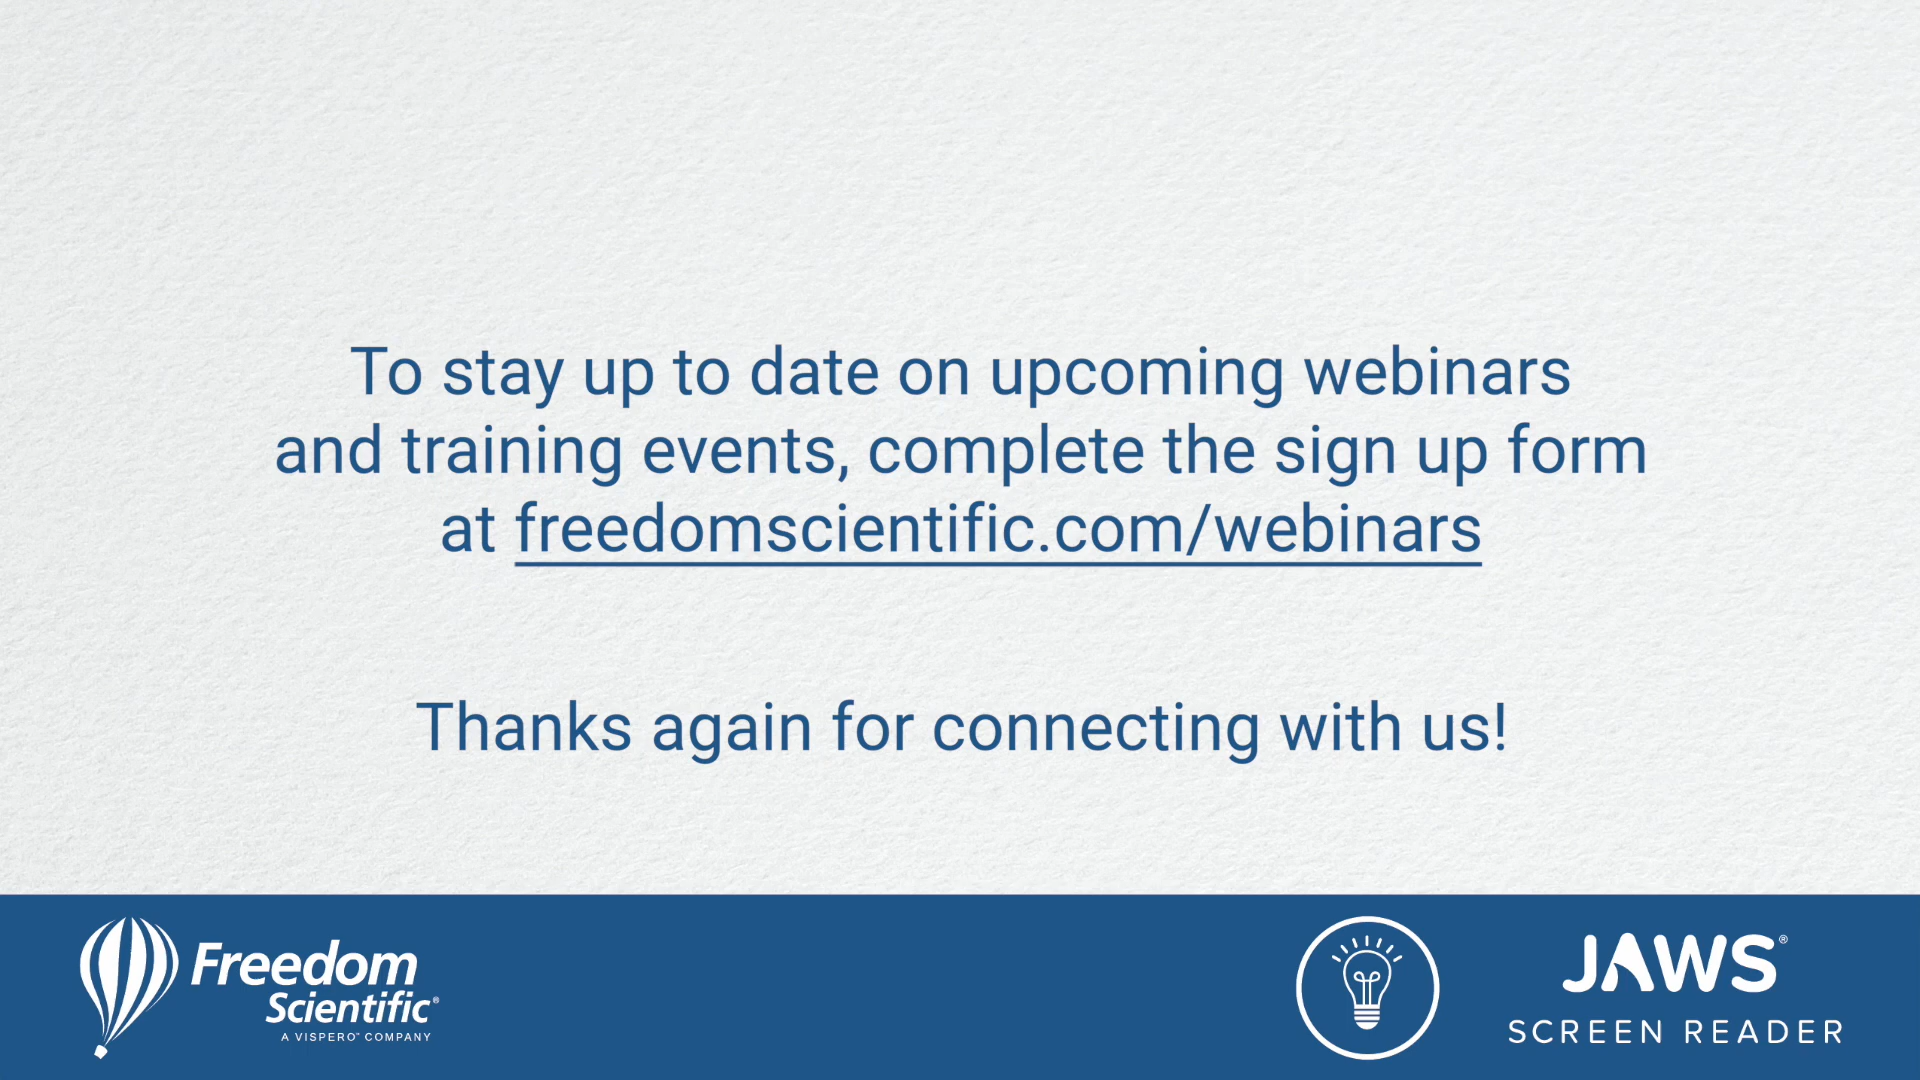 To stay up to date on upcoming webinars
and training events, complete the sign up form
at freedomscientific.com/webinars
Thanks again for connecting with us!
Freedom
Scientific®
A VISPERO™ COMPANY
JAWS®
SCREEN READER